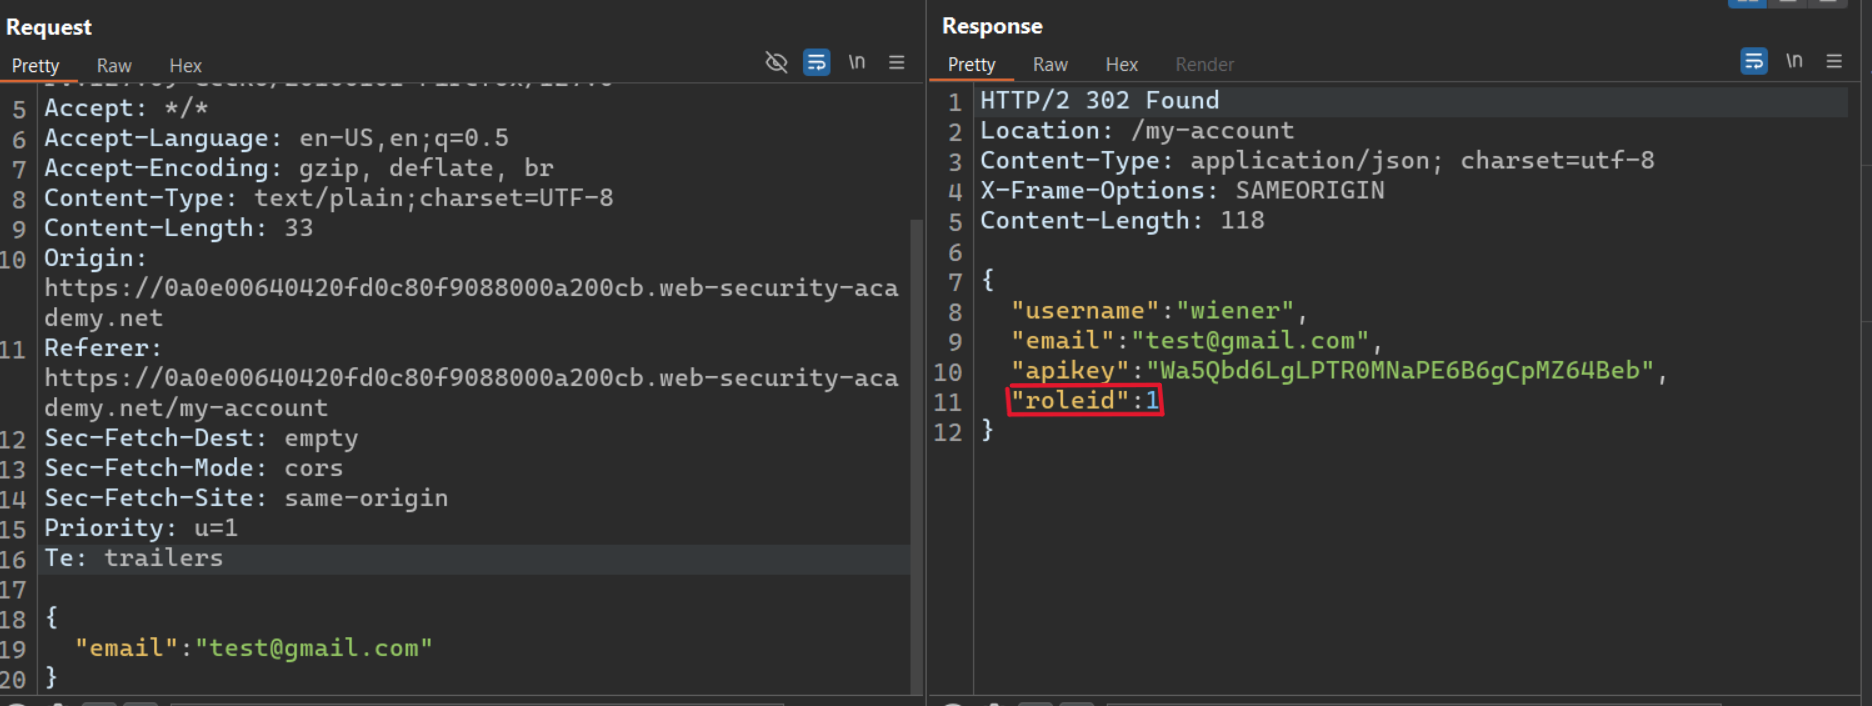 Request
Pretty Raw Hex \n
5 Accept: */*
6 Accept-Language: en-US,en;q=0.5
7 Accept-Encoding: gzip, deflate, br
8 Content-Type: text/plain;charset=UTF-8
9 Content-Length: 33
10 Origin:
https://0a0e00640420fd0c80f9088000a200cb.web-security-aca
demy.net
11 Referer:
https://0a0e00640420fd0c80f9088000a200cb.web-security-aca
demy.net/my-account
12 Sec-Fetch-Dest: empty
13 Sec-Fetch-Mode: cors
14 Sec-Fetch-Site: same-origin
15 Priority: u=1
16 Te: trailers
17
18 {
19 "email":"test@gmail.com"
20 }
Response
Pretty Raw Hex Render \n
1 HTTP/2 302 Found
2 Location: /my-account
3 Content-Type: application/json; charset=utf-8
4 X-Frame-Options: SAMEORIGIN
5 Content-Length: 118
6
7 {
8 "username":"wiener",
9 "email":"test@gmail.com",
10 "apikey":"Wa5Qbd6LgLPTR0MNaPE6B6gCpMZ64Beb",
11 "roleid":1
12 }